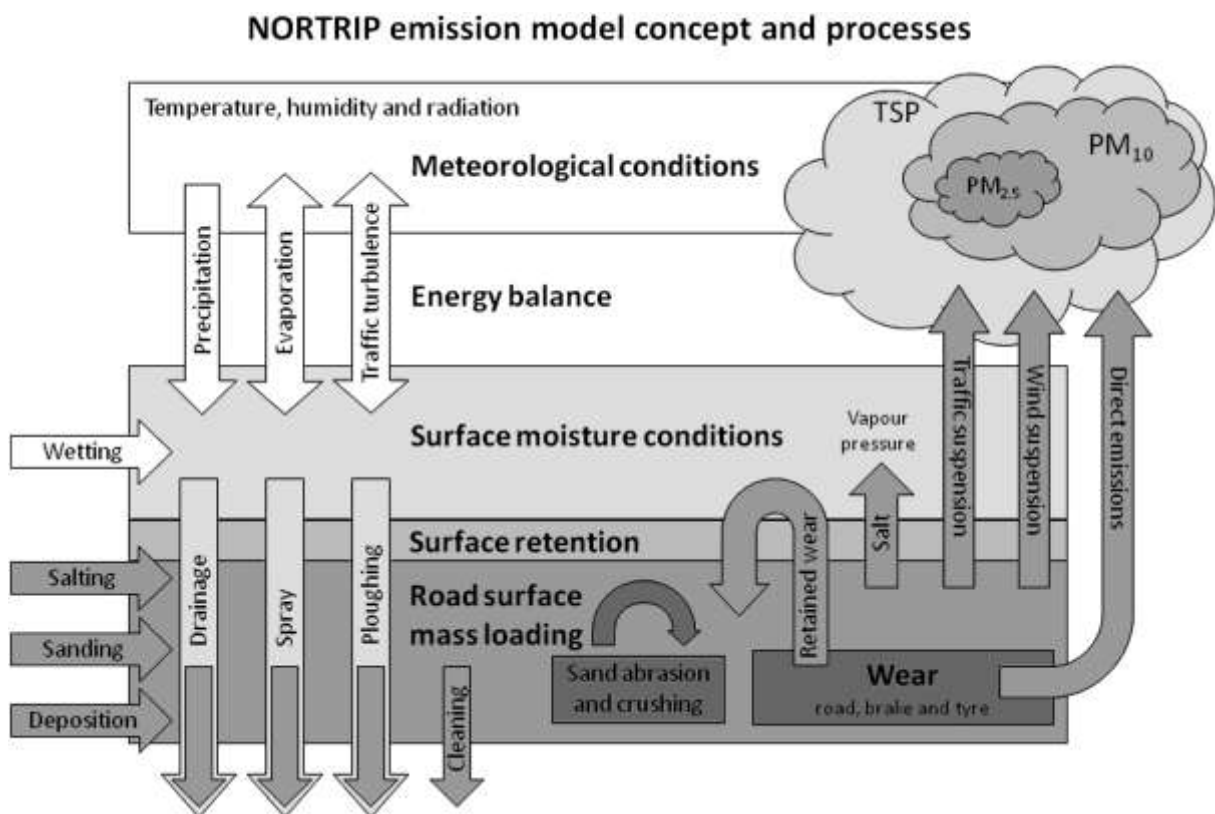 NORTRIP emission model concept and processes
Temperature, humidity and radiation
TSP
PM10
PM2.5
Meteorological conditions
Precipitation
Evaporation
Traffic turbulence
Energy balance
Traffic suspension
Wind suspension
Direct emissions
Wetting
Surface moisture conditions
Vapour
pressure
Salt
Retained wear
Surface retention
Salting
Drainage
Spray
Ploughing
Road surface
mass loading
Sanding
Sand abrasion
and crushing
Wear
road, brake and tyre
Deposition
Cleaning